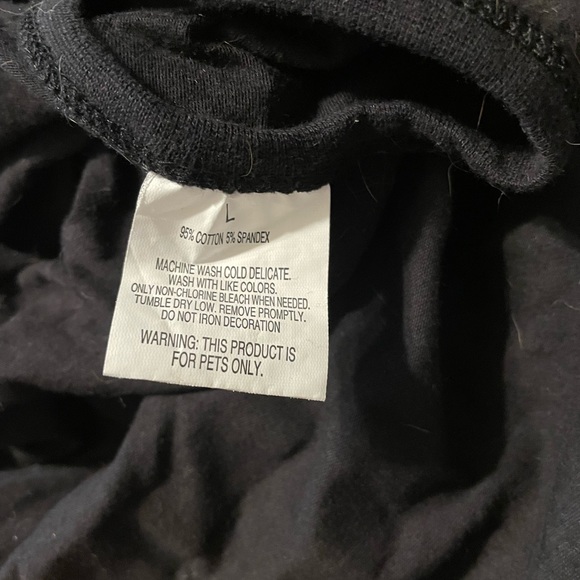 L
95% COTTON 5% SPANDEX
MACHINE WASH COLD DELICATE.
WASH WITH LIKE COLORS.
ONLY NON-CHLORINE BLEACH WHEN NEEDED.
TUMBLE DRY LOW. REMOVE PROMPTLY.
DO NOT IRON DECORATION
WARNING: THIS PRODUCT IS
FOR PETS ONLY.